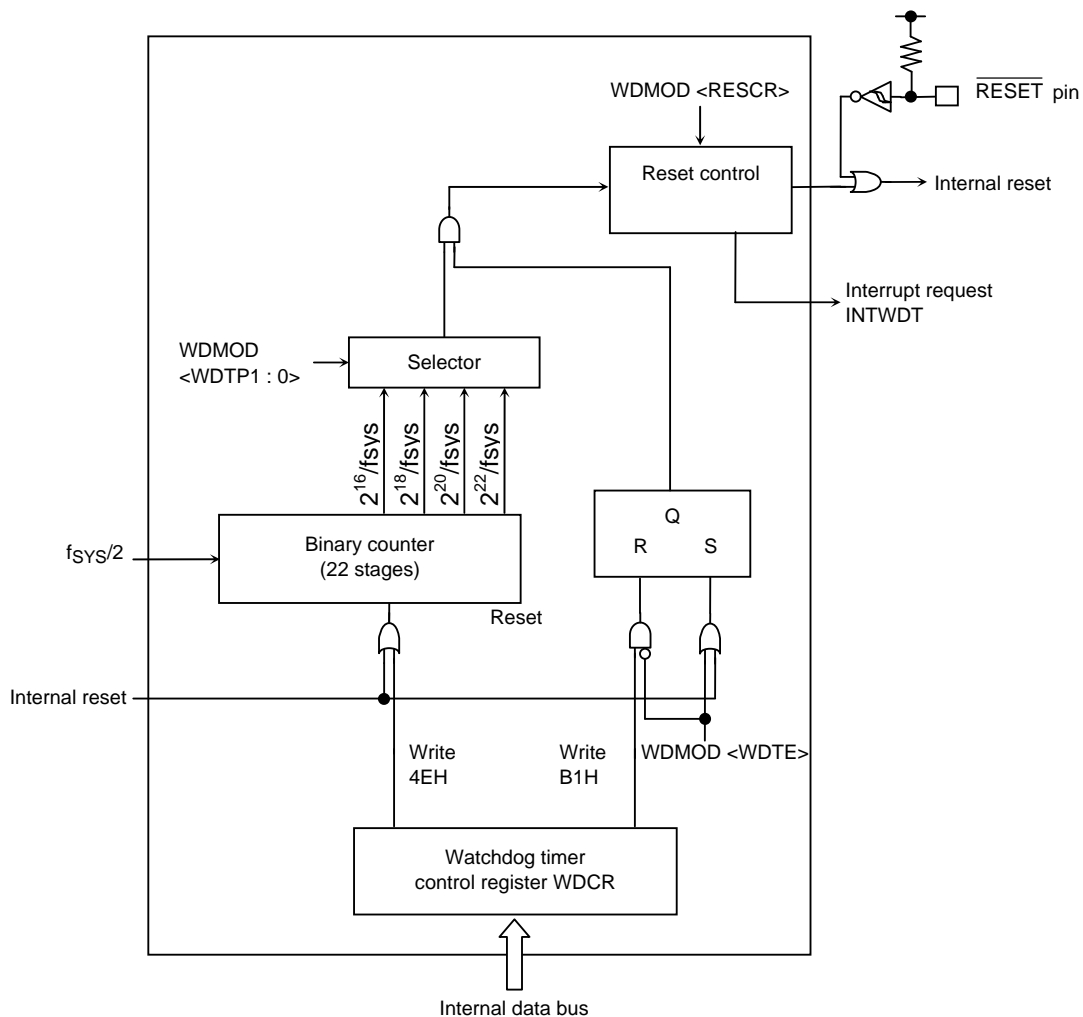 WDMOD <RESCR>
RESET pin
Reset control
Internal reset
Interrupt request
INTWDT
WDMOD
<WDTP1 : 0>
Selector
2^16/fsys
2^18/fsys
2^20/fsys
2^22/fsys
Q
R S
fSYS/2
Binary counter
(22 stages)
Reset
Internal reset
Write
4EH
Write
B1H
WDMOD <WDTE>
Watchdog timer
control register WDCR
Internal data bus